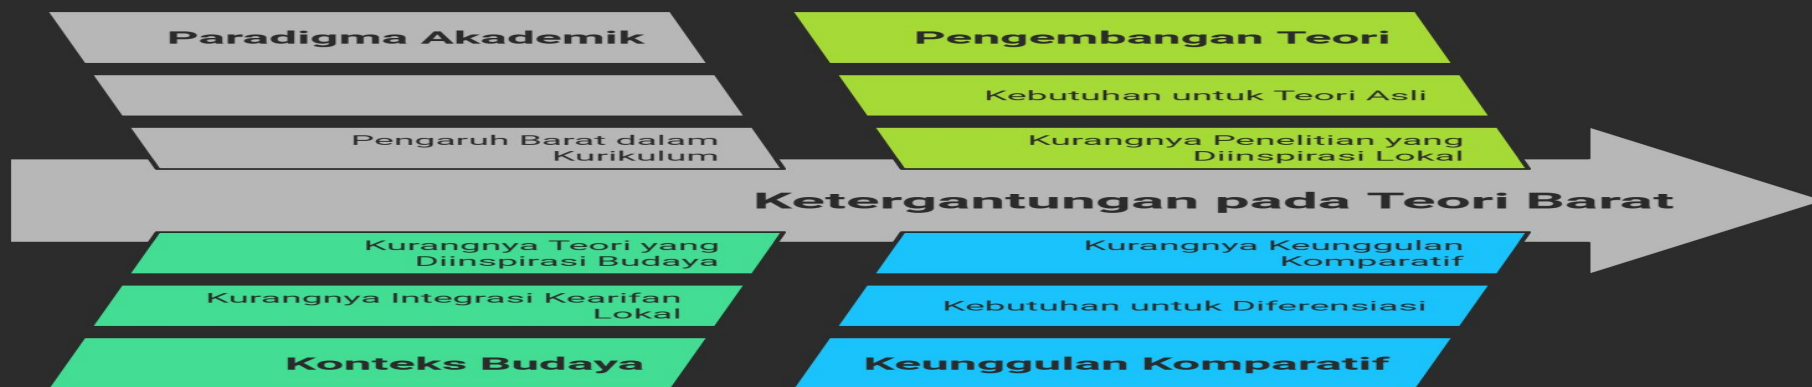 Paradigma Akademik
Pengaruh Barat dalam
Kurikulum
Pengembangan Teori
Kebutuhan untuk Teori Asli
Kurangnya Penelitian yang
Diinspirasi Lokal
Ketergantungan pada Teori Barat
Kurangnya Teori yang
Diinspirasi Budaya
Kurangnya Integrasi Kearifan
Lokal
Konteks Budaya
Kurangnya Keunggulan
Komparatif
Kebutuhan untuk Diferensiasi
Keunggulan Komparatif